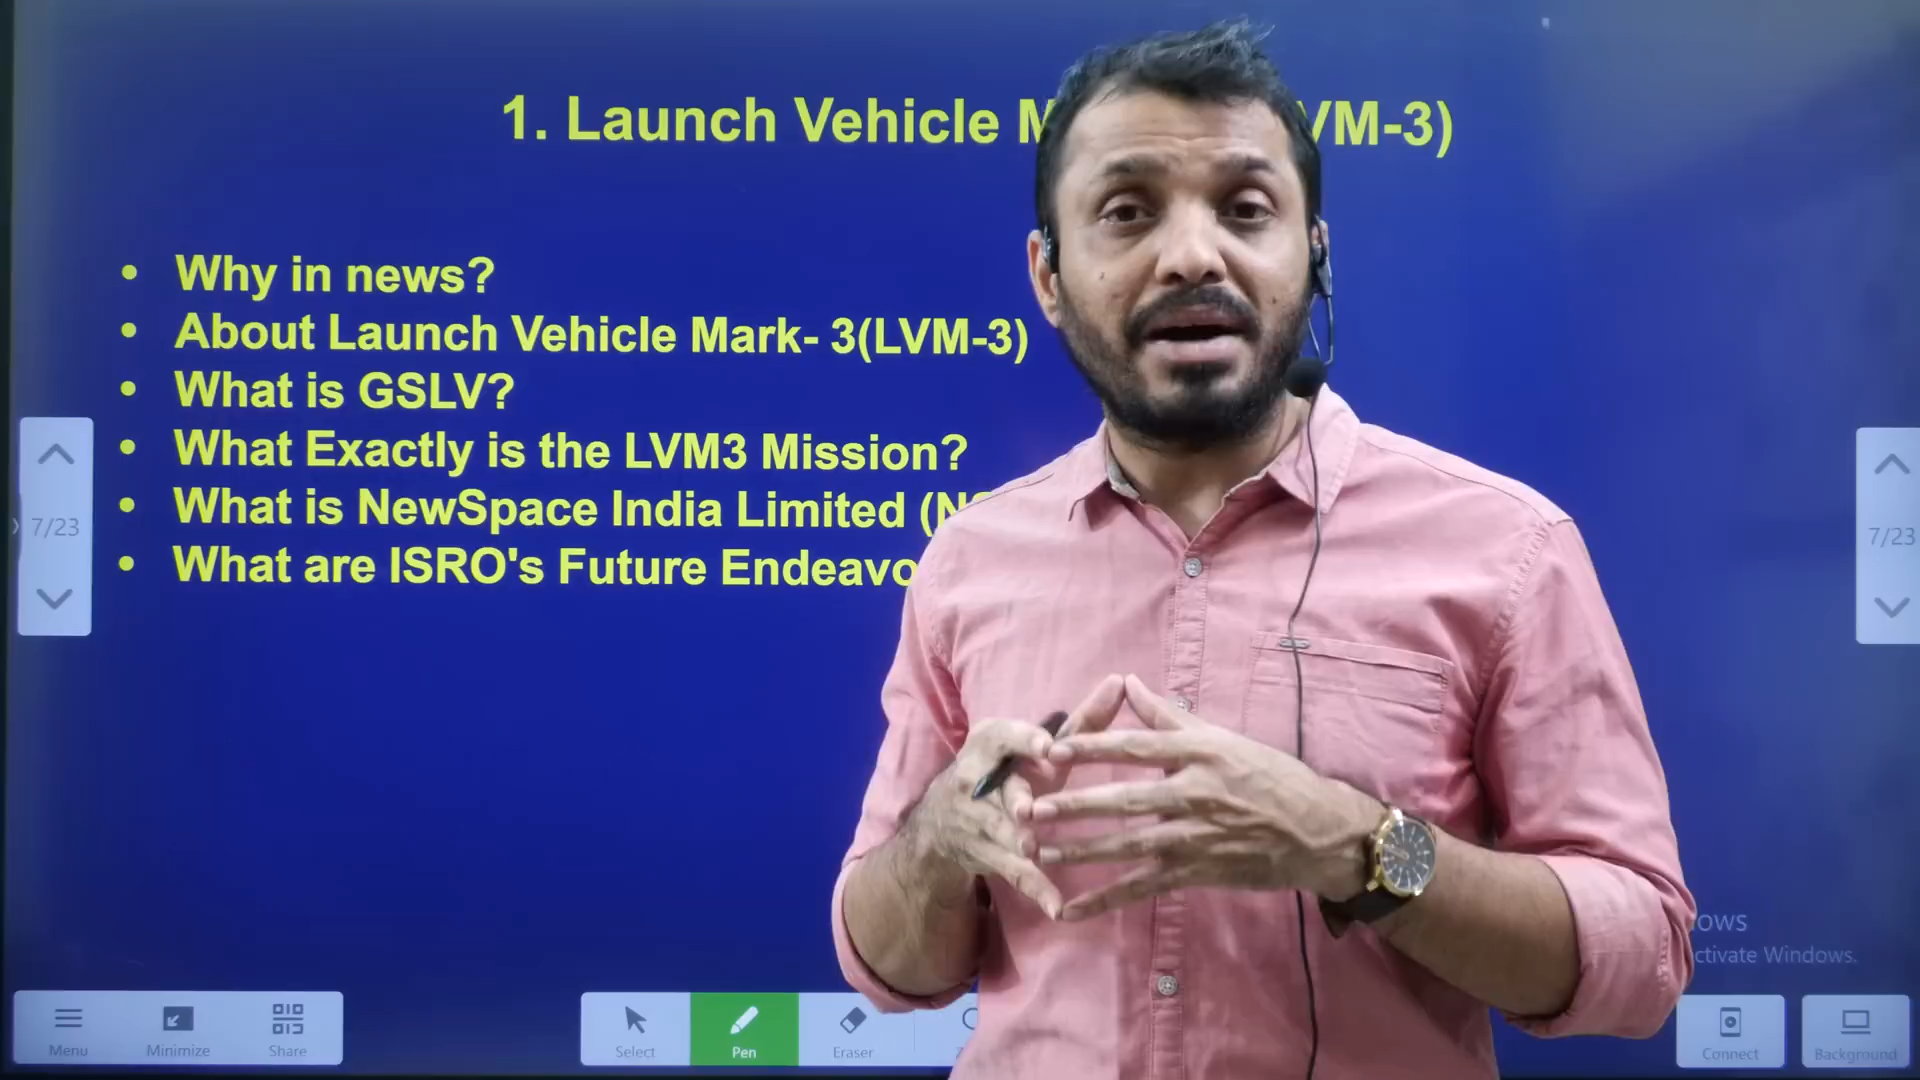 1. Launch Vehicle M VM-3)
• Why in news?
• About Launch Vehicle Mark- 3(LVM-3)
• What is GSLV?
• What Exactly is the LVM3 Mission?
• What is NewSpace India Limited (N
• What are ISRO's Future Endeavo
7/23
7/23
ows
ctivate Windows.
Menu
Minimize
Share
Select
Pen
Eraser
Connect
Background